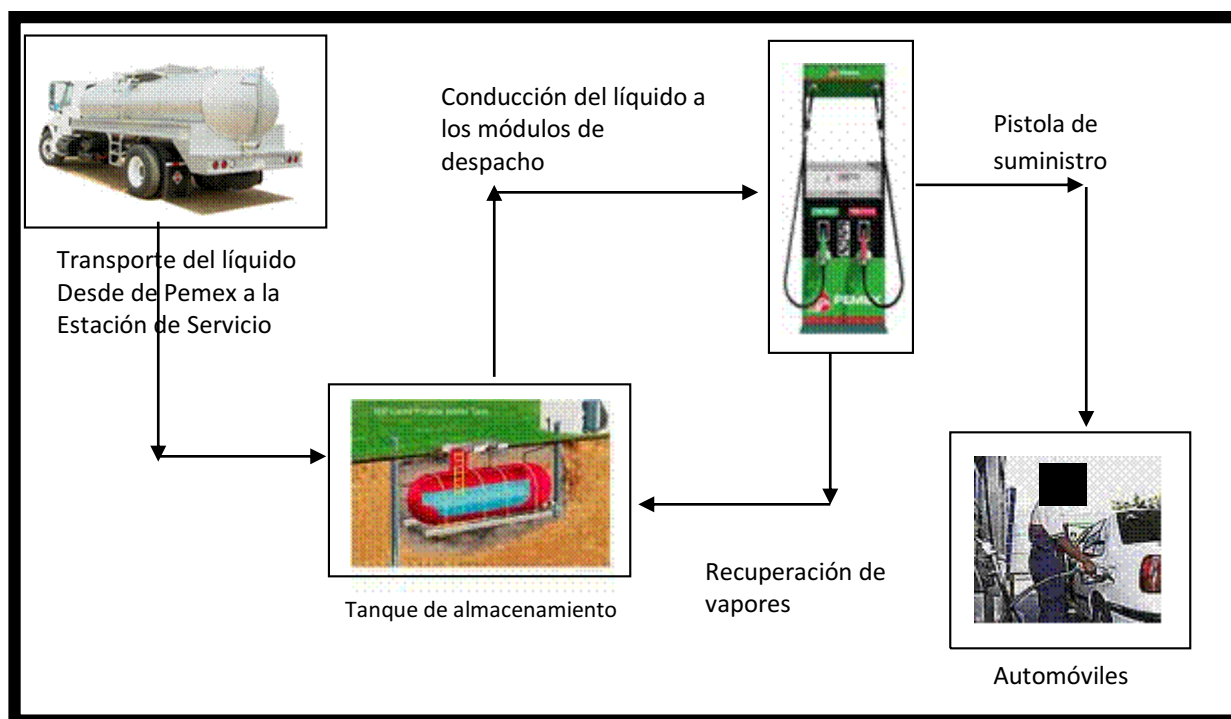 Transporte del líquido
Desde de Pemex a la
Estación de Servicio
Conducción del líquido a
los módulos de
despacho
PEMEX
Pistola de
suministro
Tanque de almacenamiento
Recuperación de
vapores
Automóviles